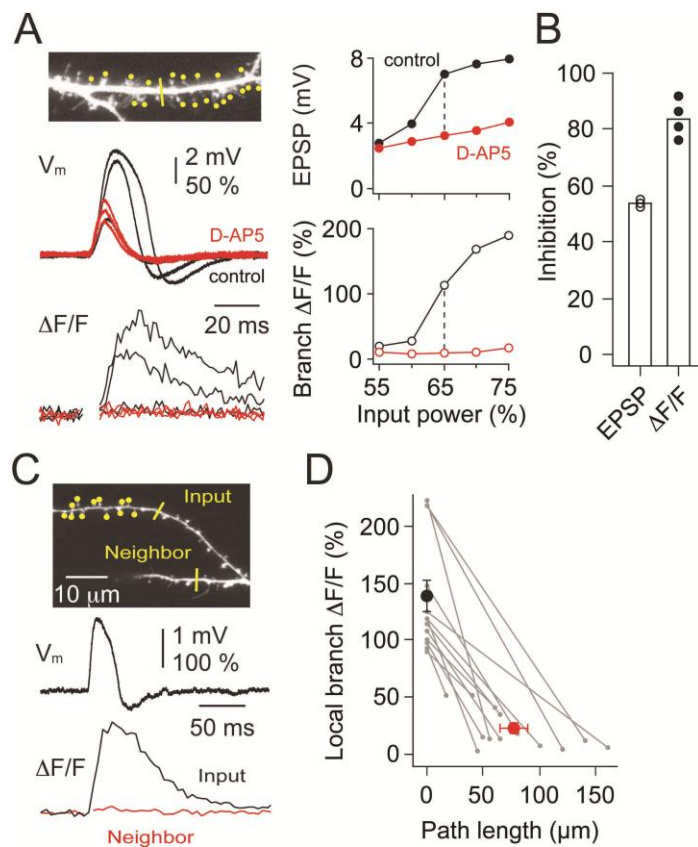 A
control
EPSP (mV)
8
4
0
D-AP5
Vm
2 mV
50 %
D-AP5
control
20 ms
ΔF/F
Branch ΔF/F (%)
200
100
0
55
65
75
Input power (%)
B
Inhibition (%)
100
80
60
40
20
0
EPSP
ΔF/F
C
Input
Neighbor
10 μm
Vm
1 mV
100 %
50 ms
ΔF/F
Input
Neighbor
D
Local branch ΔF/F (%)
200
150
100
50
0
0
50
100
150
Path length (μm)